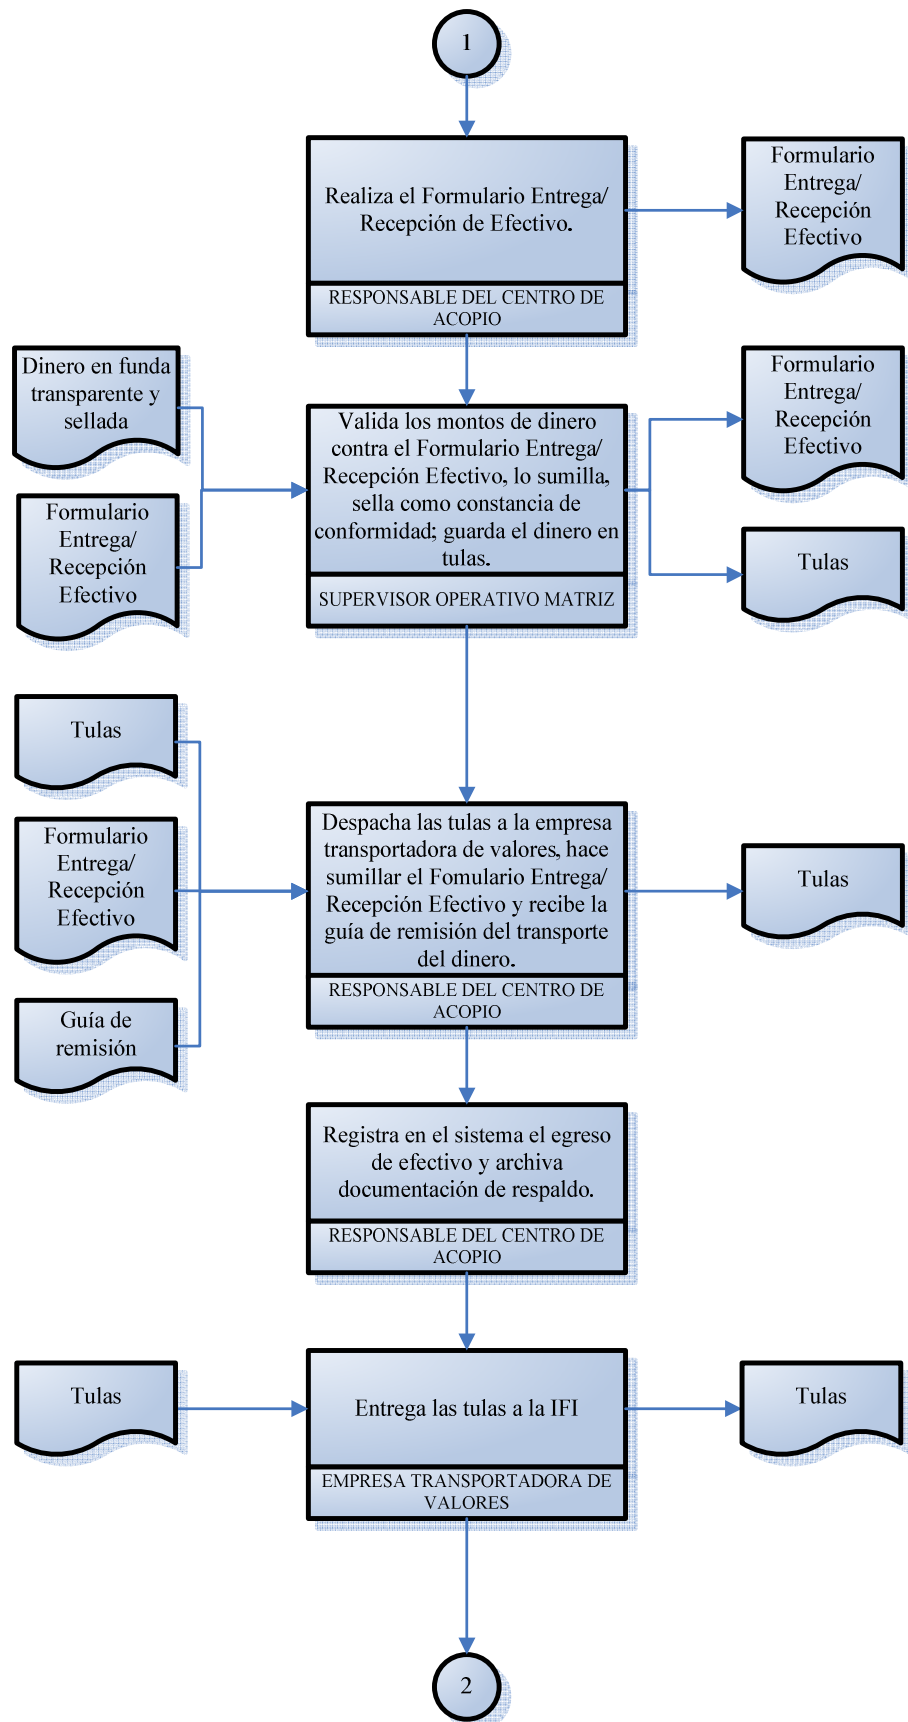 1
Realiza el Formulario Entrega/
Recepción de Efectivo.
RESPONSABLE DEL CENTRO DE
ACOPIO
Formulario
Entrega/
Recepción
Efectivo
Dinero en funda
transparente y
sellada
Formulario
Entrega/
Recepción
Efectivo
Valida los montos de dinero
contra el Formulario Entrega/
Recepción Efectivo, lo sumilla,
sella como constancia de
conformidad; guarda el dinero en
tulas.
SUPERVISOR OPERATIVO MATRIZ
Formulario
Entrega/
Recepción
Efectivo
Tulas
Tulas
Formulario
Entrega/
Recepción
Efectivo
Guía de
remisión
Despacha las tulas a la empresa
transportadora de valores, hace
sumillar el Fomulario Entrega/
Recepción Efectivo y recibe la
guía de remisión del transporte
del dinero.
RESPONSABLE DEL CENTRO DE
ACOPIO
Tulas
Registra en el sistema el egreso
de efectivo y archiva
documentación de respaldo.
RESPONSABLE DEL CENTRO DE
ACOPIO
Tulas
Entrega las tulas a la IFI
EMPRESA TRANSPORTADORA DE
VALORES
Tulas
2